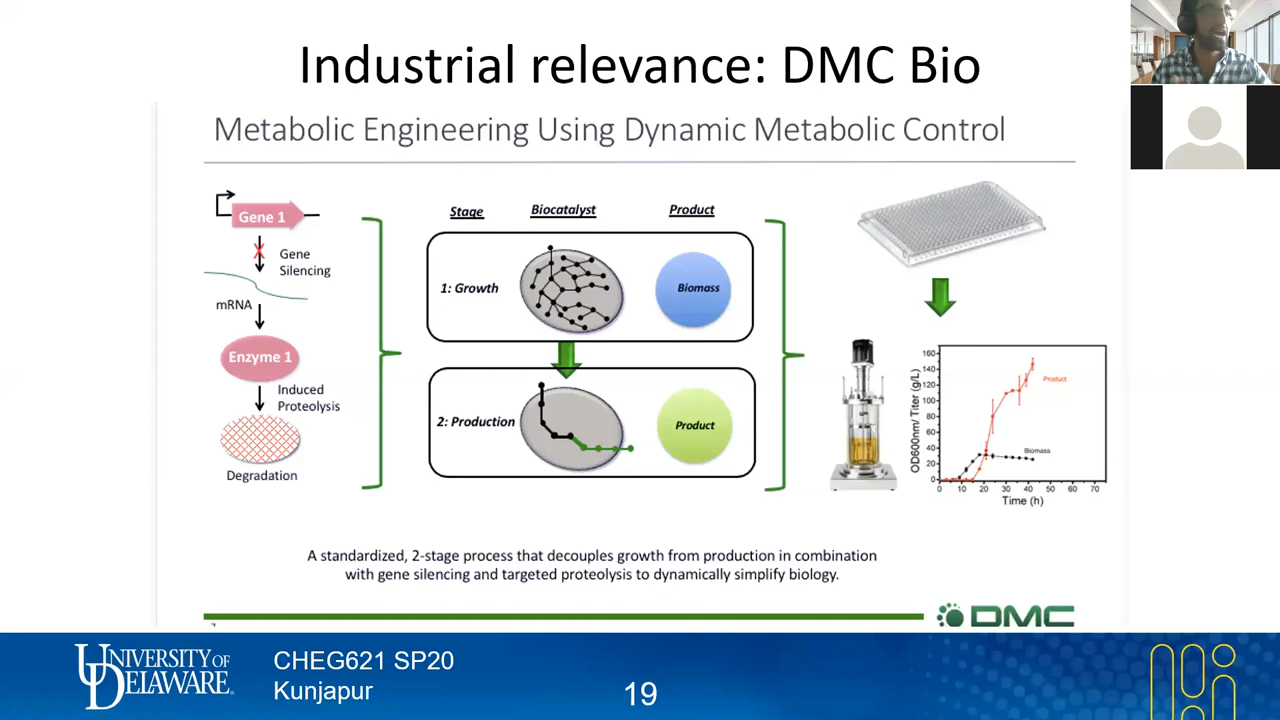 Industrial relevance: DMC Bio
Metabolic Engineering Using Dynamic Metabolic Control
Gene 1
Gene
Silencing
mRNA
Enzyme 1
Induced
Proteolysis
Degradation
Stage
Biocatalyst
Product
1: Growth
Biomass
2: Production
Product
OD600nm/ Titer (g/L)
160
140
120
100
80
60
40
20
0
Product
Biomass
0 10 20 30 40 50 60 70
Time (h)
A standardized, 2-stage process that decouples growth from production in combination
with gene silencing and targeted proteolysis to dynamically simplify biology.
DMC
UNIVERSITY OF
DELAWARE
CHEG621 SP20
Kunjapur
19